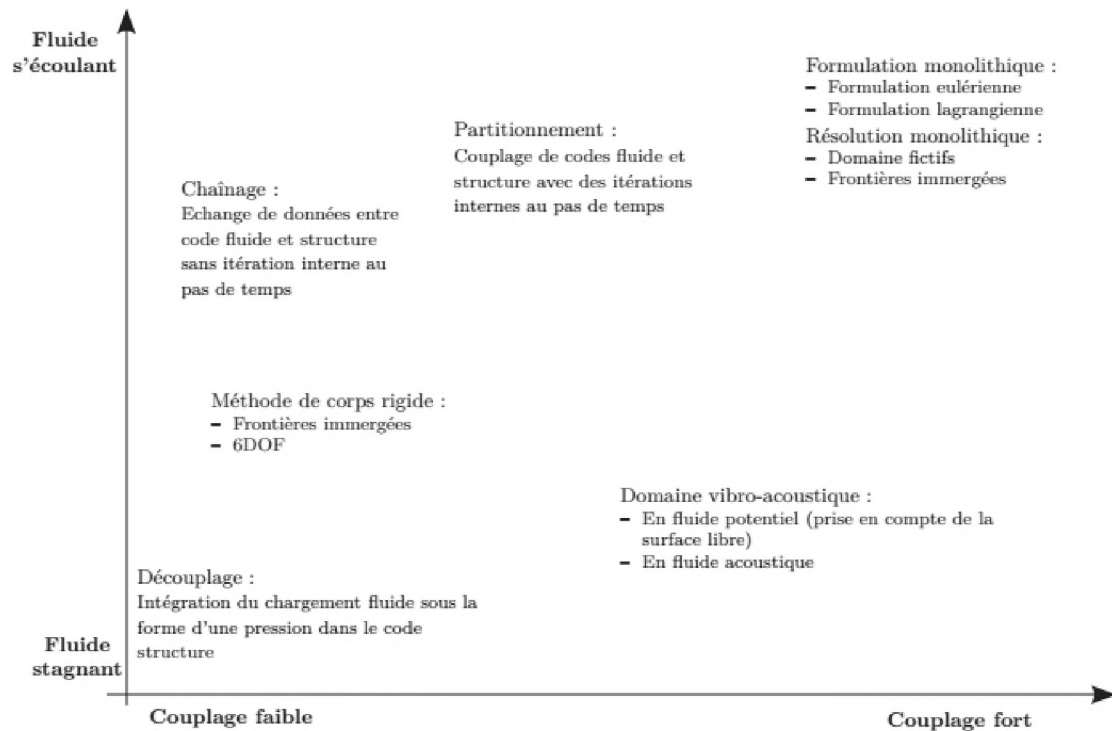 Fluide
s'écoulant
Formulation monolithique :
– Formulation eulérienne
– Formulation lagrangienne
Résolution monolithique :
– Domaine fictifs
– Frontières immergées
Partitionnement :
Couplage de codes fluide et
structure avec des itérations
internes au pas de temps
Chaînage :
Echange de données entre
code fluide et structure
sans itération interne au
pas de temps
Méthode de corps rigide :
– Frontières immergées
– 6DOF
Domaine vibro-acoustique :
– En fluide potentiel (prise en compte de la
surface libre)
– En fluide acoustique
Découplage :
Intégration du chargement fluide sous la
forme d'une pression dans le code
structure
Fluide
stagnant
Couplage faible
Couplage fort